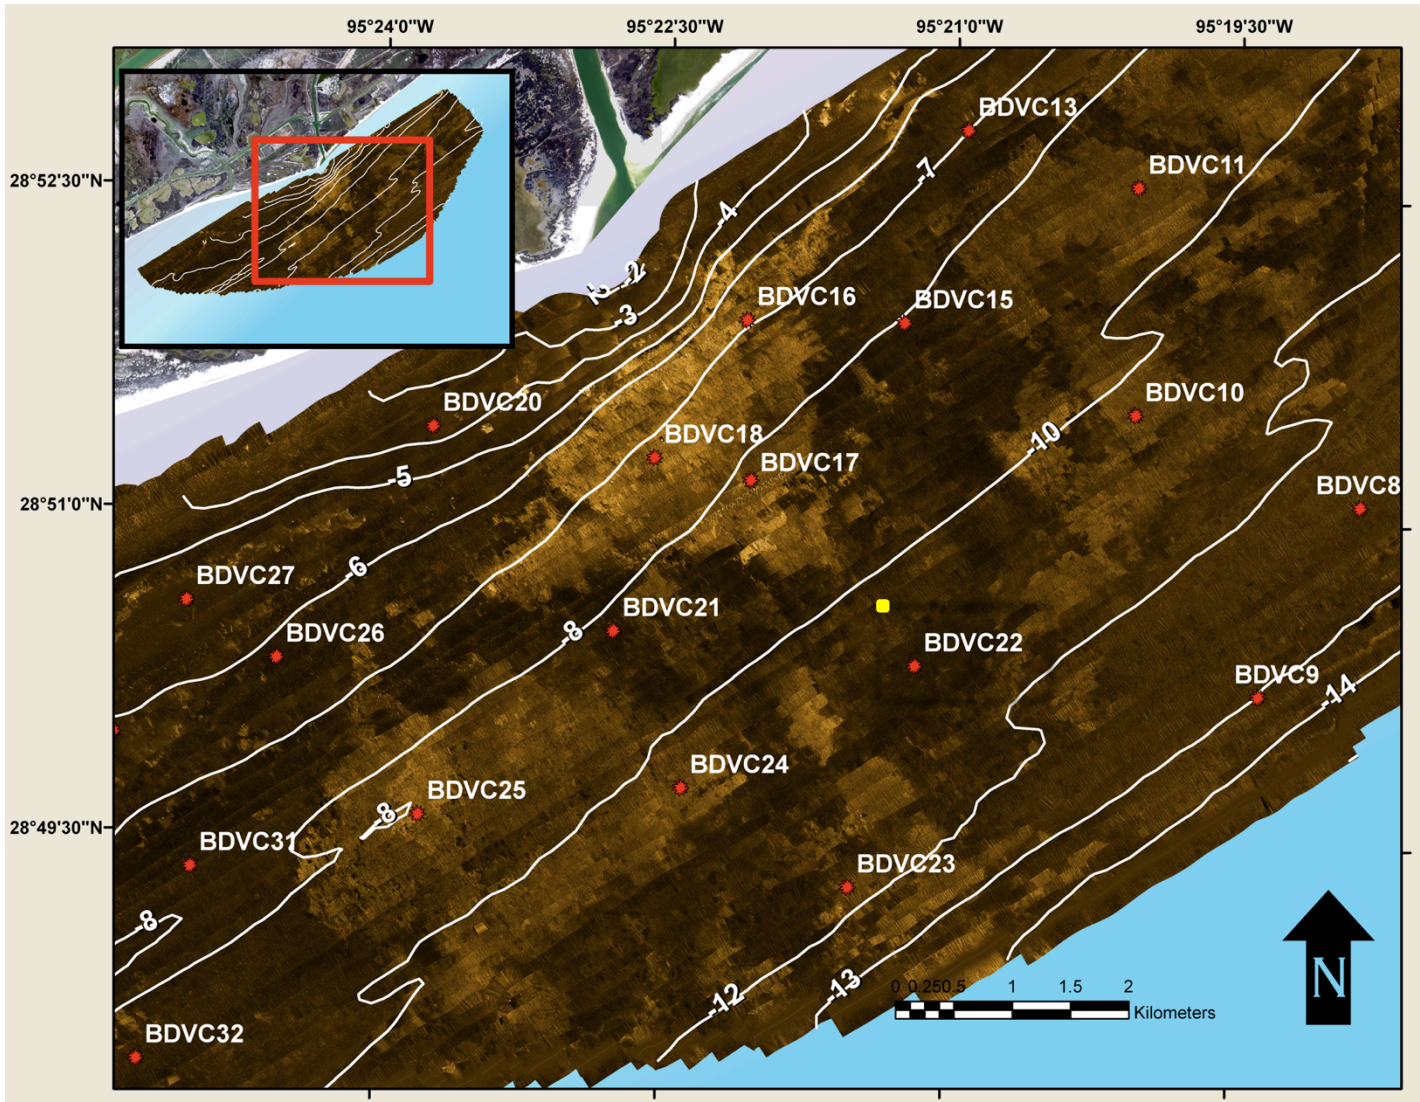 95°24'0"W
95°22'30"W
95°21'0"W
95°19'30"W
28°52'30"N
28°51'0"N
28°49'30"N
BDVC13
BDVC11
-7
-4
-2
-2
-3
BDVC16
BDVC15
BDVC20
BDVC10
BDVC18
-10
BDVC17
-5
BDVC8
-6
BDVC27
BDVC21
-8
BDVC26
BDVC22
BDVC9
-14
BDVC24
BDVC25
-8
BDVC31
BDVC23
-8
-12
-13
BDVC32
0 0.250.5 1 1.5 2
Kilometers
N